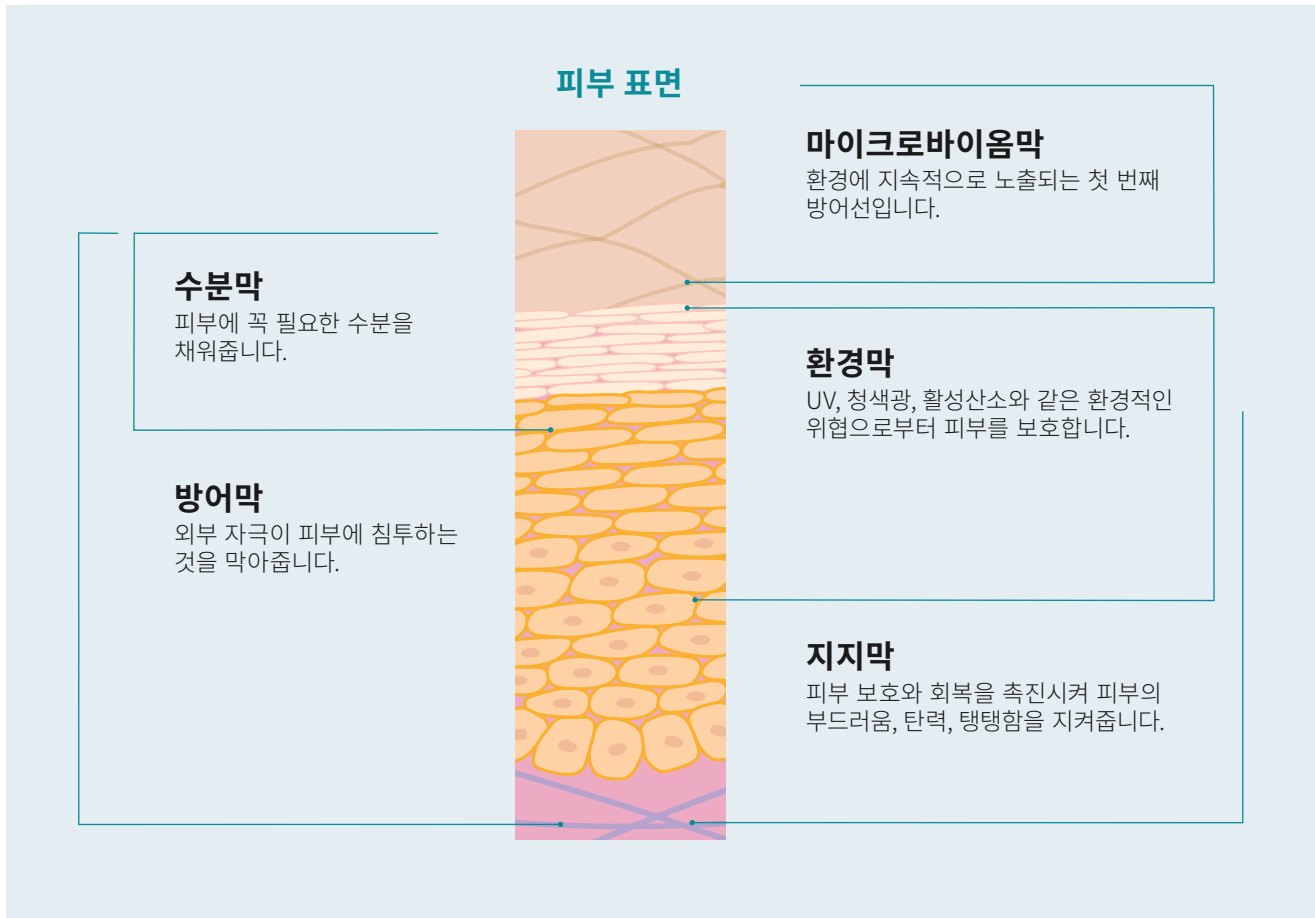 피부 표면
마이크로바이옴막
환경에 지속적으로 노출되는 첫 번째
방어선입니다.
수분막
피부에 꼭 필요한 수분을
채워줍니다.
환경막
UV, 청색광, 활성산소와 같은 환경적인
위협으로부터 피부를 보호합니다.
방어막
외부 자극이 피부에 침투하는
것을 막아줍니다.
지지막
피부 보호와 회복을 촉진시켜 피부의
부드러움, 탄력, 탱탱함을 지켜줍니다.